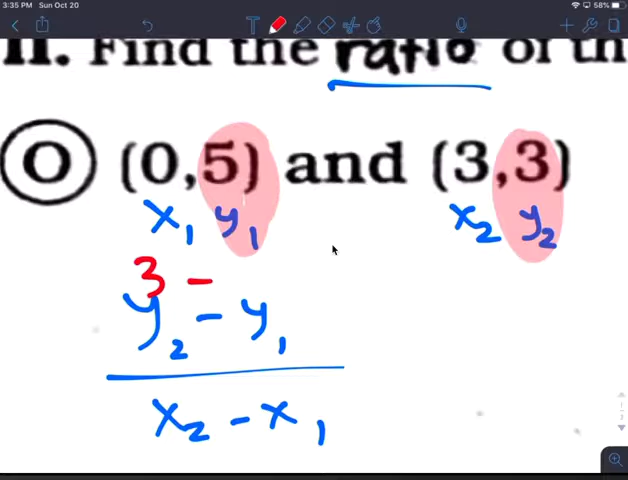 3:35 PM Sun Oct 20 58%
II. Find the ratio of th
O (0,5) and (3,3)
x1 y1 x2 y2
3 -
y2 - y1
x2 - x1